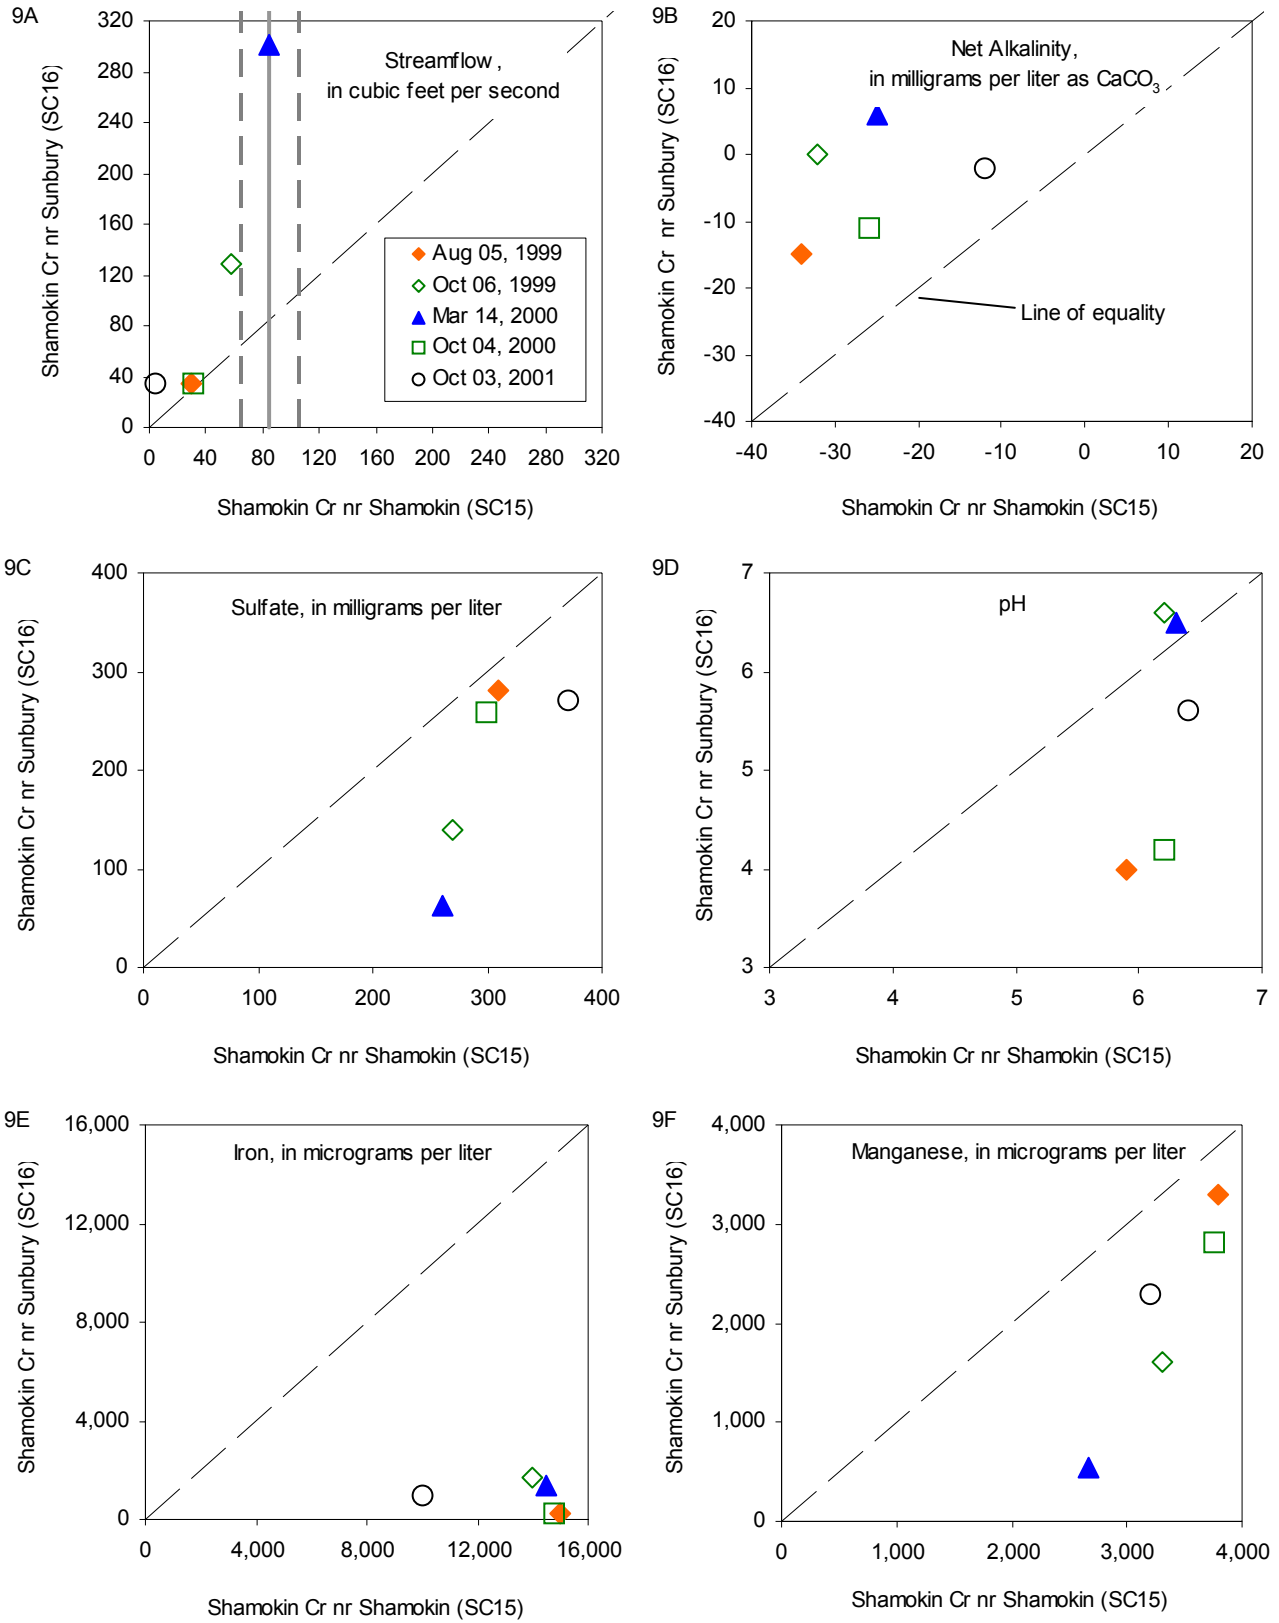 9A
320
280
240
200
160
120
80
40
0
Shamokin Cr nr Sunbury (SC16)
Streamflow,
in cubic feet per second
Aug 05, 1999
Oct 06, 1999
Mar 14, 2000
Oct 04, 2000
Oct 03, 2001
0 40 80 120 160 200 240 280 320
Shamokin Cr nr Shamokin (SC15)
9B
20
10
0
-10
-20
-30
-40
Shamokin Cr nr Sunbury (SC16)
Net Alkalinity,
in milligrams per liter as CaCO₃
Line of equality
-40 -30 -20 -10 0 10 20
Shamokin Cr nr Shamokin (SC15)
9C
400
300
200
100
0
Shamokin Cr nr Sunbury (SC16)
Sulfate, in milligrams per liter
0 100 200 300 400
Shamokin Cr nr Shamokin (SC15)
9D
7
6
5
4
3
Shamokin Cr nr Sunbury (SC16)
pH
3 4 5 6 7
Shamokin Cr nr Shamokin (SC15)
9E
16,000
12,000
8,000
4,000
0
Shamokin Cr nr Sunbury (SC16)
Iron, in micrograms per liter
0 4,000 8,000 12,000 16,000
Shamokin Cr nr Shamokin (SC15)
9F
4,000
3,000
2,000
1,000
0
Shamokin Cr nr Sunbury (SC16)
Manganese, in micrograms per liter
0 1,000 2,000 3,000 4,000
Shamokin Cr nr Shamokin (SC15)